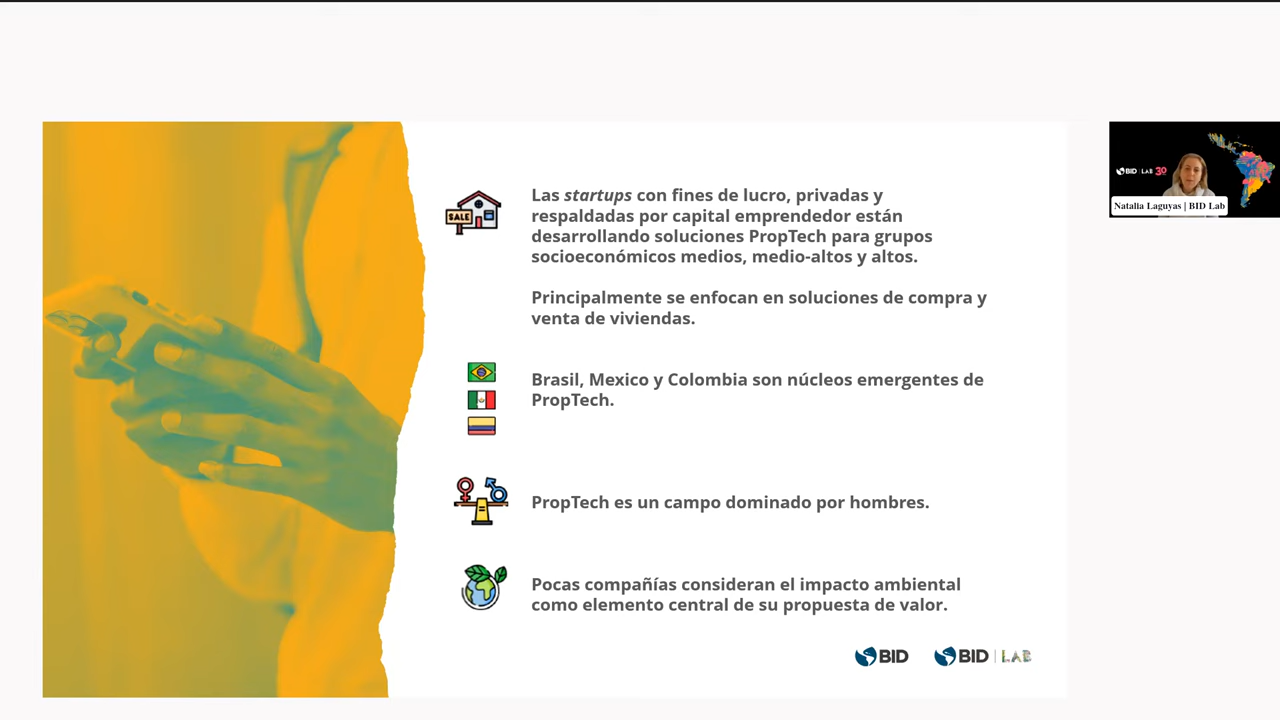 Las startups con fines de lucro, privadas y
respaldadas por capital emprendedor están
desarrollando soluciones PropTech para grupos
socioeconómicos medios, medio-altos y altos.
Principalmente se enfocan en soluciones de compra y
venta de viviendas.
Brasil, Mexico y Colombia son núcleos emergentes de
PropTech.
PropTech es un campo dominado por hombres.
Pocas compañías consideran el impacto ambiental
como elemento central de su propuesta de valor.
SALE
BID
BID | LAB
BID | LAB 30
Natalia Laguyas | BID Lab